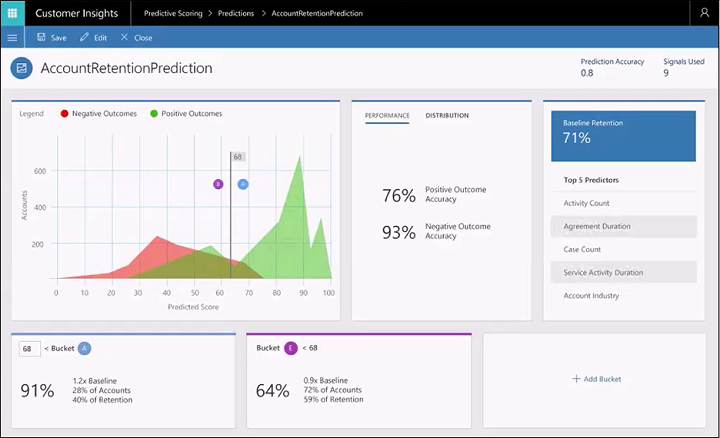 Customer Insights
Predictive Scoring > Predictions > AccountRetentionPrediction
Save Edit Close
AccountRetentionPrediction
Prediction Accuracy
0.8
Signals Used
9
Legend Negative Outcomes Positive Outcomes
68
B A
600
400
200
Accounts
0 10 20 30 40 50 60 70 80 90 100
Predicted Score
PERFORMANCE DISTRIBUTION
76% Positive Outcome
Accuracy
93% Negative Outcome
Accuracy
Baseline Retention
71%
Top 5 Predictors
Activity Count
Agreement Duration
Case Count
Service Activity Duration
Account Industry
68 < Bucket A
91%
1.2x Baseline
28% of Accounts
40% of Retention
Bucket E < 68
64%
0.9x Baseline
72% of Accounts
59% of Retention
+ Add Bucket